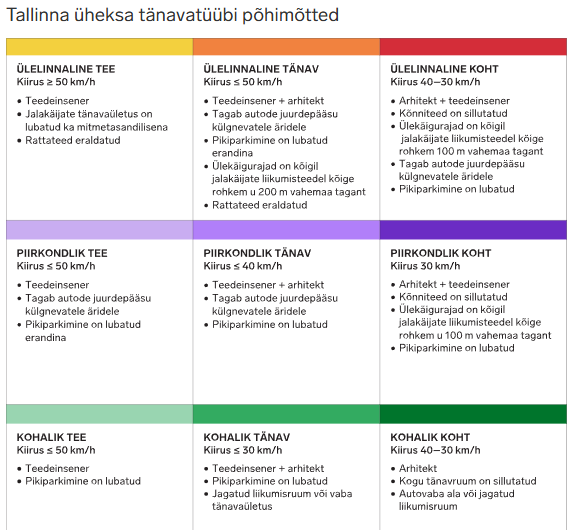 Tallinna üheksa tänavatüübi põhimõtted
ÜLELINNALINE TEE
Kiirus ≥ 50 km/h
• Teedeinsener
• Jalakäijate tänavaületus on
lubatud ka mitmetasandilisena
• Rattateed eraldatud
ÜLELINNALINE TÄNAV
Kiirus ≤ 50 km/h
• Teedeinsener + arhitekt
• Tagab autode juurdepääsu
külgnevatele äridele
• Pikiparkimine on lubatud
erandina
• Ülekäigurajad on kõigil
jalakäijate liikumisteedel kõige
rohkem u 200 m vahemaa tagant
• Rattateed eraldatud
ÜLELINNALINE KOHT
Kiirus 40–30 km/h
• Arhitekt + teedeinsener
• Kõnniteed on sillutatud
• Ülekäigurajad on kõigil
jalakäijate liikumisteedel kõige
rohkem 100 m vahemaa tagant
• Tagab autode juurdepääsu
külgnevatele äridele
• Pikiparkimine on lubatud
PIIRKONDLIK TEE
Kiirus ≤ 50 km/h
• Teedeinsener
• Tagab autode juurdepääsu
külgnevatele äridele
• Pikiparkimine on lubatud
erandina
PIIRKONDLIK TÄNAV
Kiirus ≤ 40 km/h
• Teedeinsener + arhitekt
• Tagab autode juurdepääsu
külgnevatele äridele
• Pikiparkimine on lubatud
PIIRKONDLIK KOHT
Kiirus 30 km/h
• Arhitekt + teedeinsener
• Kõnniteed on sillutatud
• Ülekäigurajad on kõigil
jalakäijate liikumisteedel kõige
rohkem u 100 m vahemaa tagant
• Pikiparkimine on lubatud
KOHALIK TEE
Kiirus ≤ 50 km/h
• Teedeinsener
• Pikiparkimine on lubatud
KOHALIK TÄNAV
Kiirus ≤ 30 km/h
• Teedeinsener + arhitekt
• Pikiparkimine on lubatud
• Jagatud liikumisruum või vaba
tänavaületus
KOHALIK KOHT
Kiirus 40–30 km/h
• Arhitekt
• Kogu tänavruum on sillutatud
• Autovaba ala või jagatud
liikumisruum